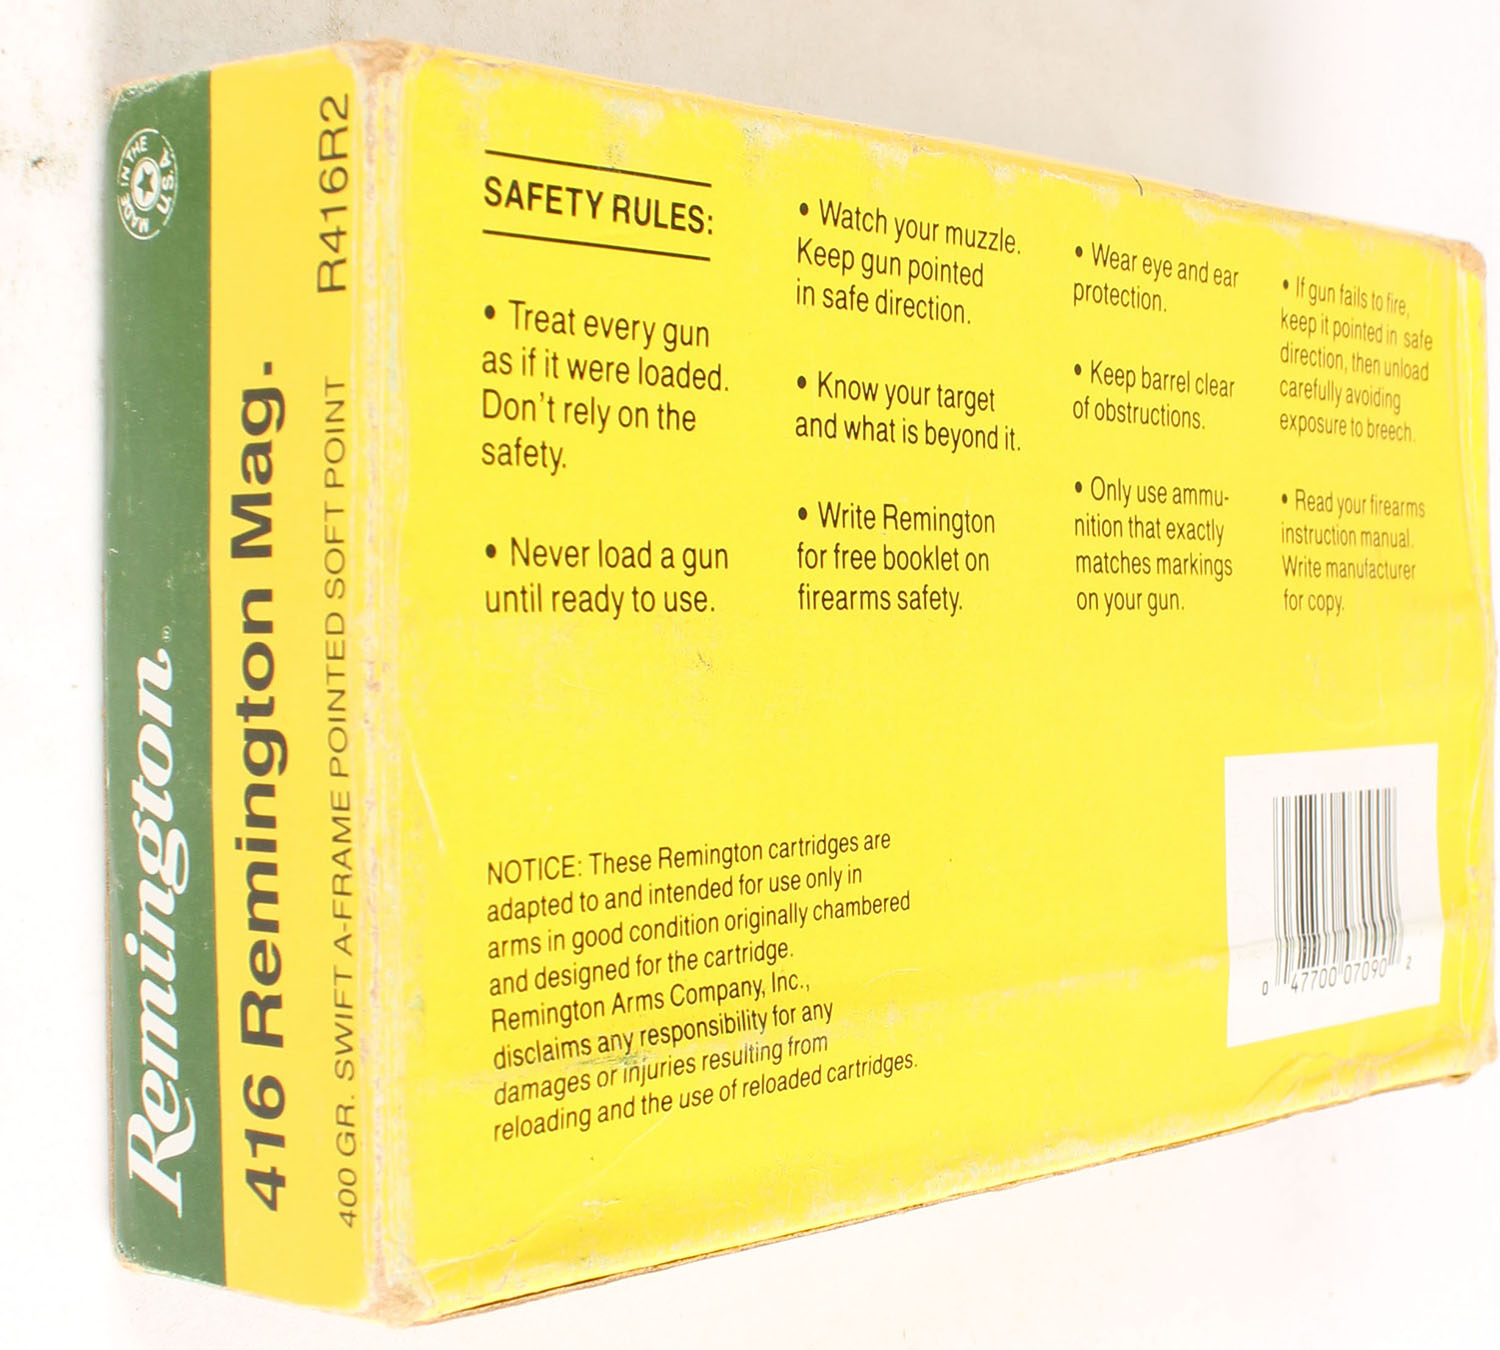 MADE IN THE U.S.A.
Remington®
416 Remington Mag.
400 GR. SWIFT A-FRAME POINTED SOFT POINT R416R2
SAFETY RULES:
• Treat every gun
as if it were loaded.
Don't rely on the
safety.
• Never load a gun
until ready to use.
• Watch your muzzle.
Keep gun pointed
in safe direction.
• Know your target
and what is beyond it.
• Write Remington
for free booklet on
firearms safety.
• Wear eye and ear
protection.
• Keep barrel clear
of obstructions.
• Only use ammu-
nition that exactly
matches markings
on your gun.
• If gun fails to fire,
keep it pointed in safe
direction, then unload
carefully avoiding
exposure to breech.
• Read your firearms
instruction manual.
Write manufacturer
for copy.
NOTICE: These Remington cartridges are
adapted to and intended for use only in
arms in good condition originally chambered
and designed for the cartridge.
Remington Arms Company, Inc.,
disclaims any responsibility for any
damages or injuries resulting from
reloading and the use of reloaded cartridges.
0 47700 07090 2